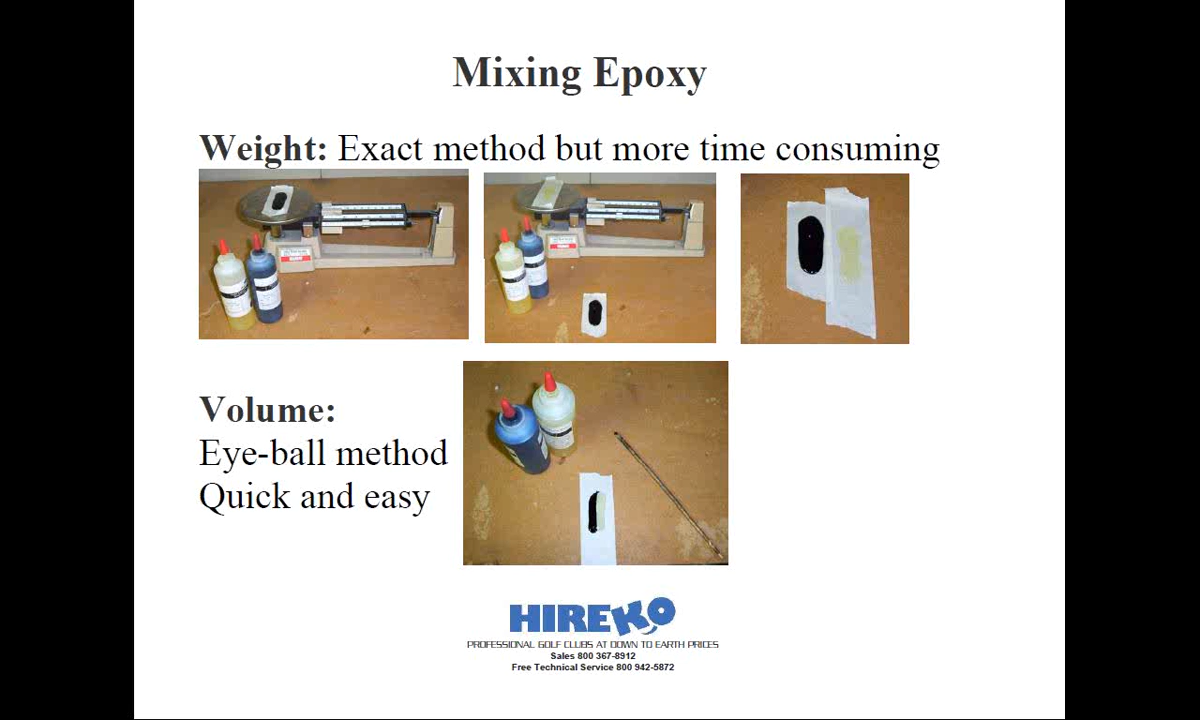 Mixing Epoxy
Weight: Exact method but more time consuming
Volume:
Eye-ball method
Quick and easy
HIREKO
PROFESSIONAL GOLF CLUBS AT DOWN TO EARTH PRICES
Sales 800 367-8912
Free Technical Service 800 942-5872